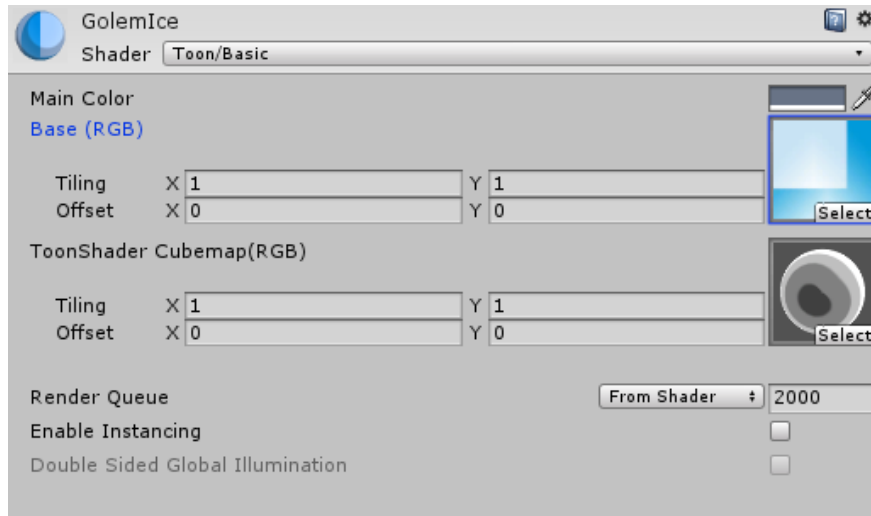 GolemIce
Shader Toon/Basic
Main Color
Base (RGB)
Tiling X 1 Y 1
Offset X 0 Y 0
Select
ToonShader Cubemap(RGB)
Tiling X 1 Y 1
Offset X 0 Y 0
Select
Render Queue From Shader 2000
Enable Instancing
Double Sided Global Illumination